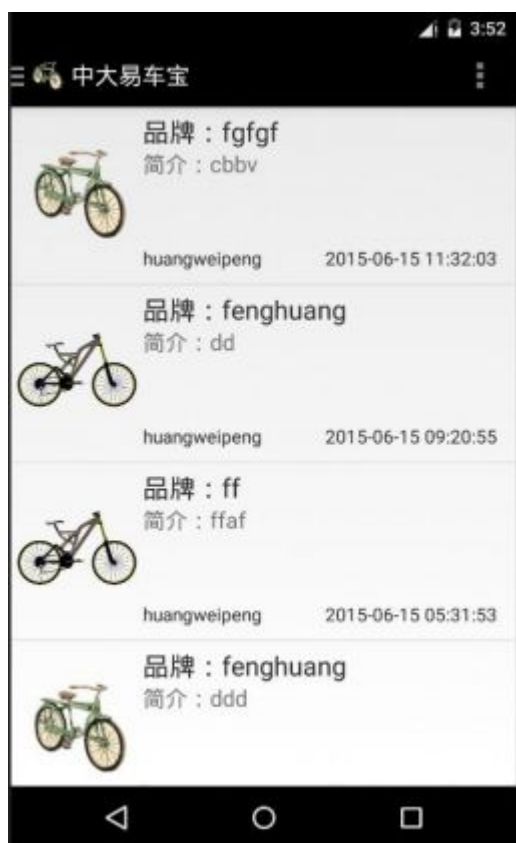 3:52
中大易车宝
品牌：fgfgf
简介：cbbv
huangweipeng 2015-06-15 11:32:03
品牌：fenghuang
简介：dd
huangweipeng 2015-06-15 09:20:55
品牌：ff
简介：ffaf
huangweipeng 2015-06-15 05:31:53
品牌：fenghuang
简介：ddd